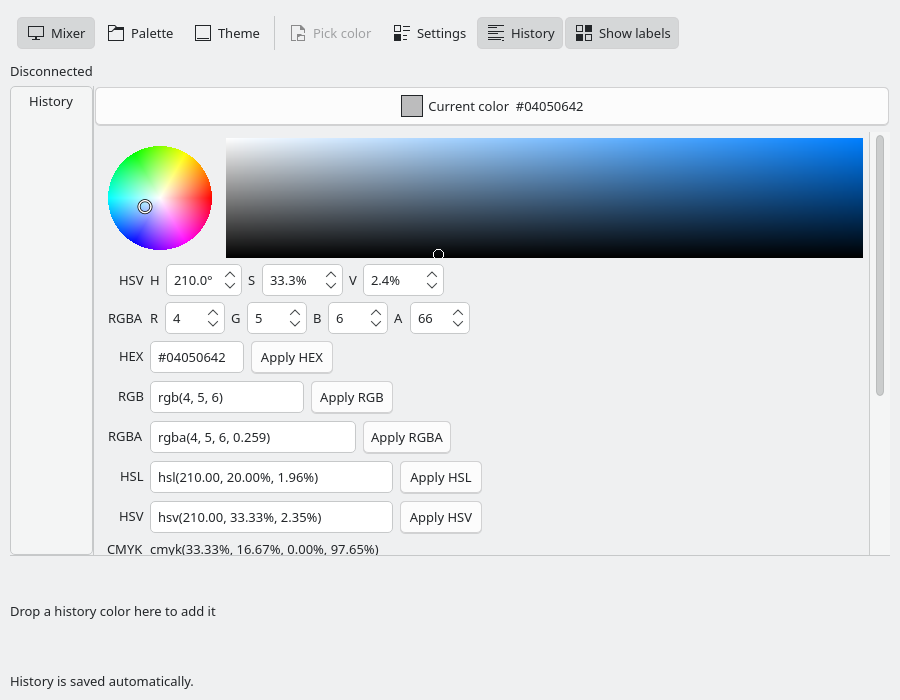 Mixer Palette Theme Pick color Settings History Show labels
Disconnected
History
Current color #04050642
HSV H 210.0° S 33.3% V 2.4%
RGBA R 4 G 5 B 6 A 66
HEX #04050642 Apply HEX
RGB rgb(4, 5, 6) Apply RGB
RGBA rgba(4, 5, 6, 0.259) Apply RGBA
HSL hsl(210.00, 20.00%, 1.96%) Apply HSL
HSV hsv(210.00, 33.33%, 2.35%) Apply HSV
CMYK cmyk(33.33%, 16.67%, 0.00%, 97.65%)
Drop a history color here to add it
History is saved automatically.